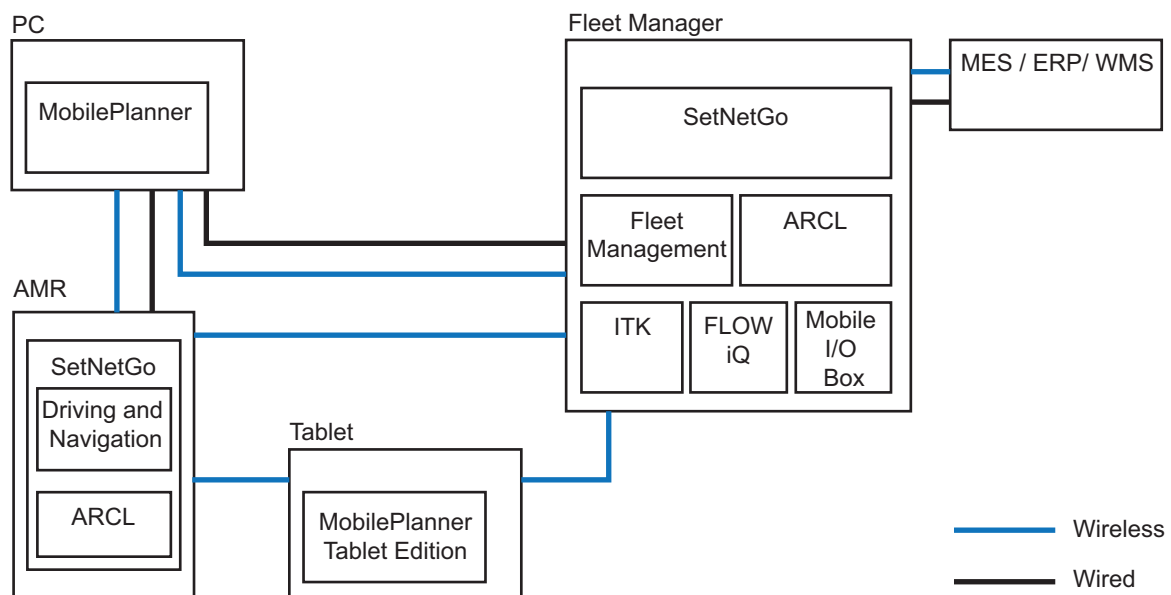 PC
MobilePlanner
Fleet Manager
SetNetGo
Fleet
Management
ARCL
ITK
FLOW
iQ
Mobile
I/O
Box
MES / ERP/ WMS
AMR
SetNetGo
Driving and
Navigation
ARCL
Tablet
MobilePlanner
Tablet Edition
Wireless
Wired